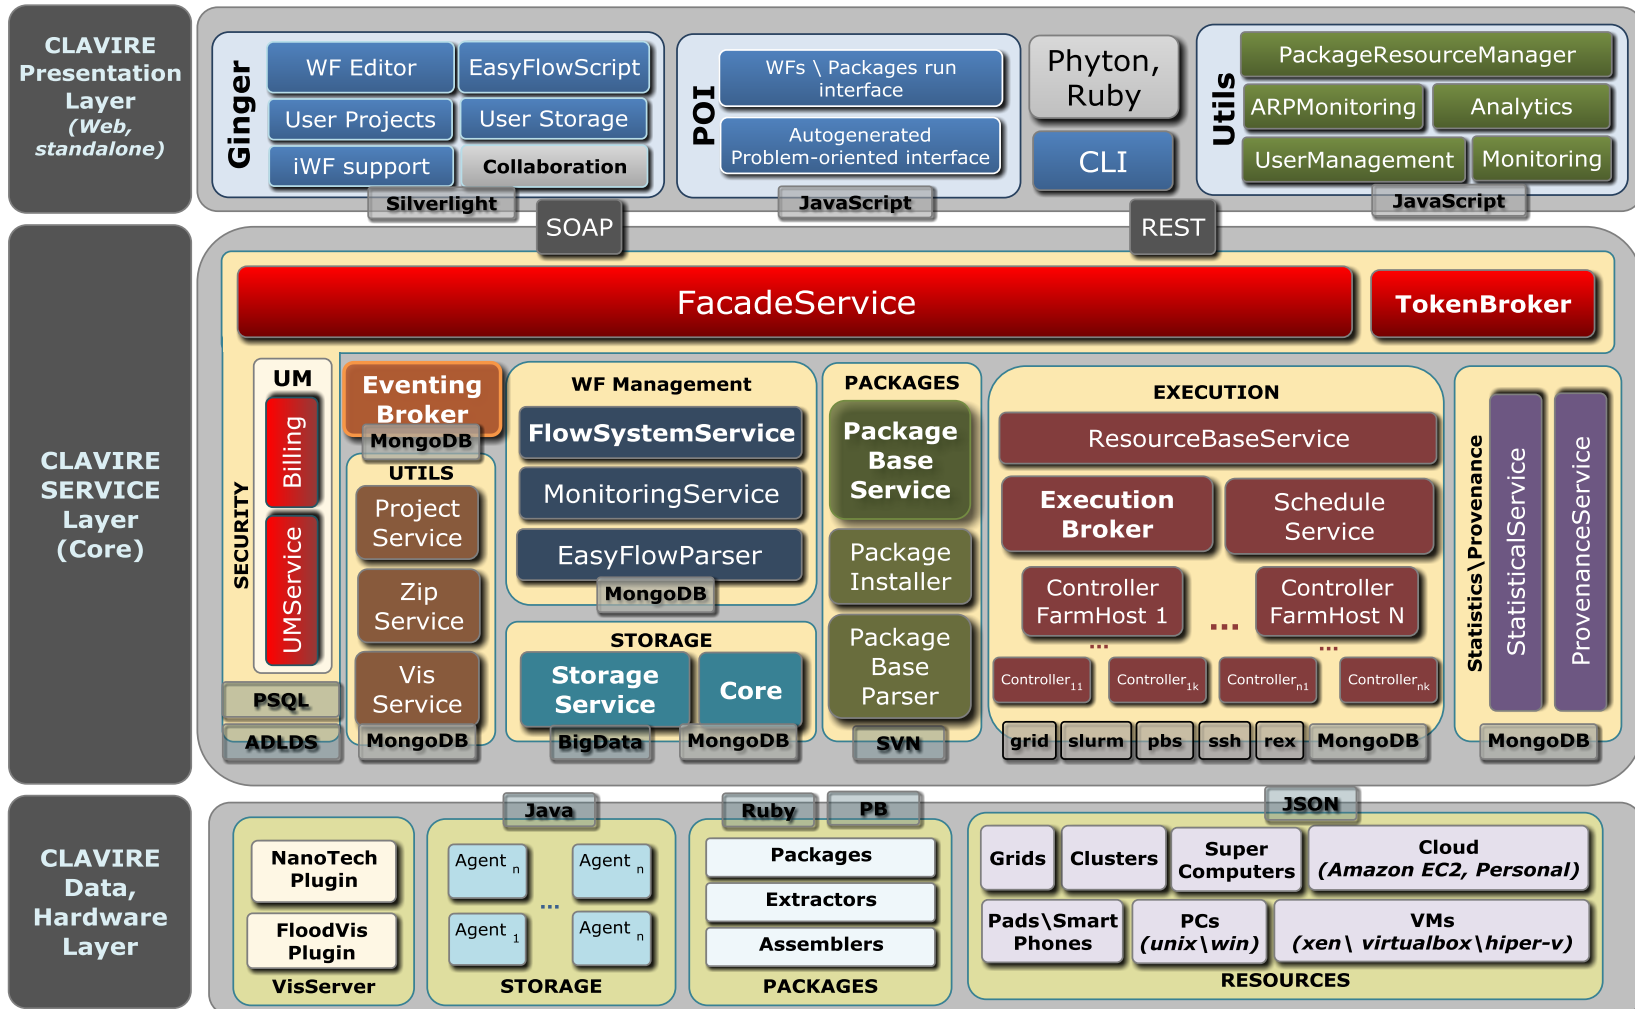 CLAVIRE
Presentation
Layer
(Web,
standalone)
Ginger
WF Editor
EasyFlowScript
User Projects
User Storage
iWF support
Collaboration
Silverlight
POI
WFs \ Packages run
interface
Autogenerated
Problem-oriented interface
JavaScript
Phyton,
Ruby
CLI
Utils
PackageResourceManager
ARPMonitoring
Analytics
UserManagement
Monitoring
JavaScript
SOAP
REST
CLAVIRE
SERVICE
Layer
(Core)
FacadeService
TokenBroker
SECURITY
UM
Billing
UMService
PSQL
ADLDS
Eventing
Broker
MongoDB
UTILS
Project
Service
Zip
Service
Vis
Service
MongoDB
WF Management
FlowSystemService
MonitoringService
EasyFlowParser
MongoDB
STORAGE
Storage
Service
Core
BigData
MongoDB
PACKAGES
Package
Base
Service
Package
Installer
Package
Base
Parser
SVN
EXECUTION
ResourceBaseService
Execution
Broker
Schedule
Service
Controller
FarmHost 1
...
Controller
FarmHost N
...
...
Controller11
Controller1k
Controllern1
Controllernk
grid
slurm
pbs
ssh
rex
MongoDB
Statistics\Provenance
StatisticalService
ProvenanceService
MongoDB
CLAVIRE
Data,
Hardware
Layer
NanoTech
Plugin
FloodVis
Plugin
VisServer
Java
Agent n
Agent n
...
Agent 1
Agent n
STORAGE
Ruby
PB
Packages
Extractors
Assemblers
PACKAGES
JSON
Grids
Clusters
Super
Computers
Cloud
(Amazon EC2, Personal)
Pads\Smart
Phones
PCs
(unix\win)
VMs
(xen\ virtualbox\hiper-v)
RESOURCES